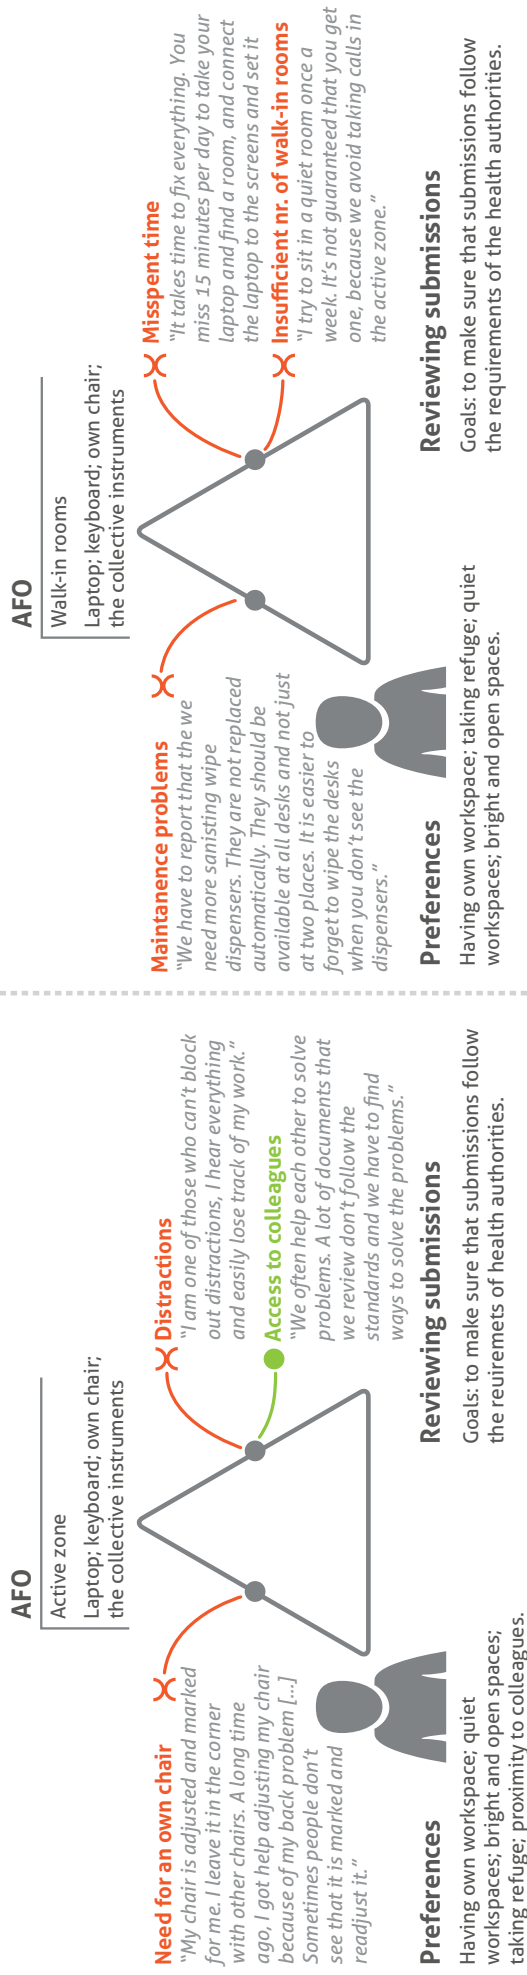 AFO
Active zone
Laptop; keyboard; own chair;
the collective instruments
Need for an own chair
“My chair is adjusted and marked
for me. I leave it in the corner
with other chairs. A long time
ago, I got help adjusting my chair
because of my back problem [...]
Sometimes people don’t
see that it is marked and
readjust it.”
Distractions
“I am one of those who can’t block
out distractions, I hear everything
and easily lose track of my work.”
Access to colleagues
“We often help each other to solve
problems. A lot of documents that
we review don’t follow the
standards and we have to find
ways to solve the problems.”
Preferences
Having own workspace; quiet
workspaces; bright and open spaces;
taking refuge; proximity to colleagues.
Reviewing submissions
Goals: to make sure that submissions follow
the reuiremets of health authorities.
AFO
Walk-in rooms
Laptop; keyboard; own chair;
the collective instruments
Maintanence problems
“We have to report that the we
need more sanisting wipe
dispensers. They are not replaced
automatically. They should be
available at all desks and not just
at two places. It is easier to
forget to wipe the desks
when you don’t see the
dispensers.”
Misspent time
“It takes time to fix everything. You
miss 15 minutes per day to take your
laptop and find a room, and connect
the laptop to the screens and set it
Insufficient nr. of walk-in rooms
“I try to sit in a quiet room once a
week. It’s not guaranteed that you get
one, because we avoid taking calls in
the active zone.”
Preferences
Having own workspace; taking refuge; quiet
workspaces; bright and open spaces.
Reviewing submissions
Goals: to make sure that submissions follow
the requirements of the health authorities.